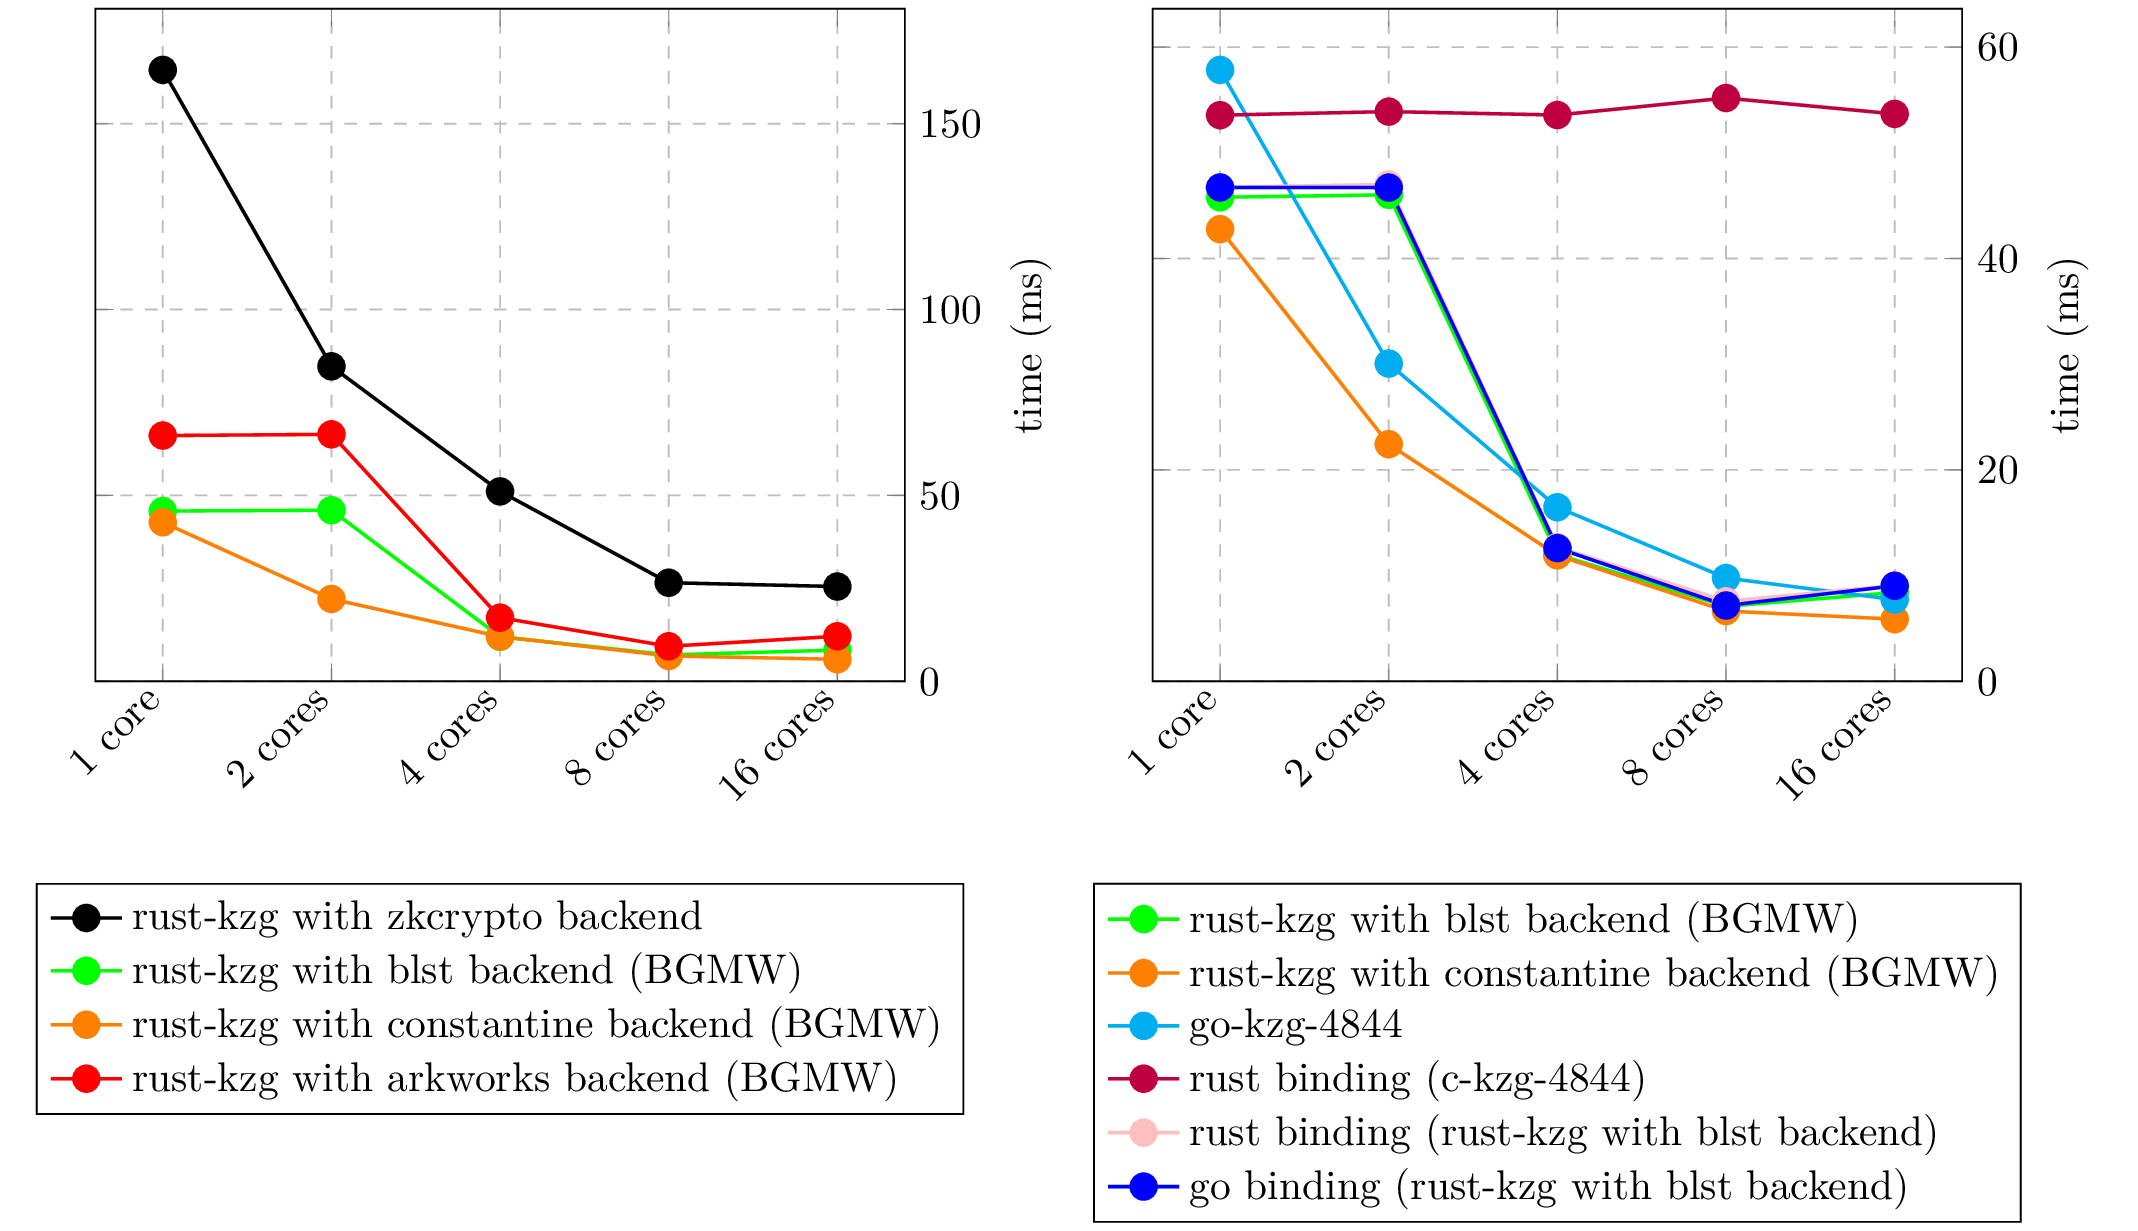 150
100
50
0
time (ms)
1 core
2 cores
4 cores
8 cores
16 cores
rust-kzg with zkcrypto backend
rust-kzg with blst backend (BGMW)
rust-kzg with constantine backend (BGMW)
rust-kzg with arkworks backend (BGMW)
60
40
20
0
time (ms)
1 core
2 cores
4 cores
8 cores
16 cores
rust-kzg with blst backend (BGMW)
rust-kzg with constantine backend (BGMW)
go-kzg-4844
rust binding (c-kzg-4844)
rust binding (rust-kzg with blst backend)
go binding (rust-kzg with blst backend)